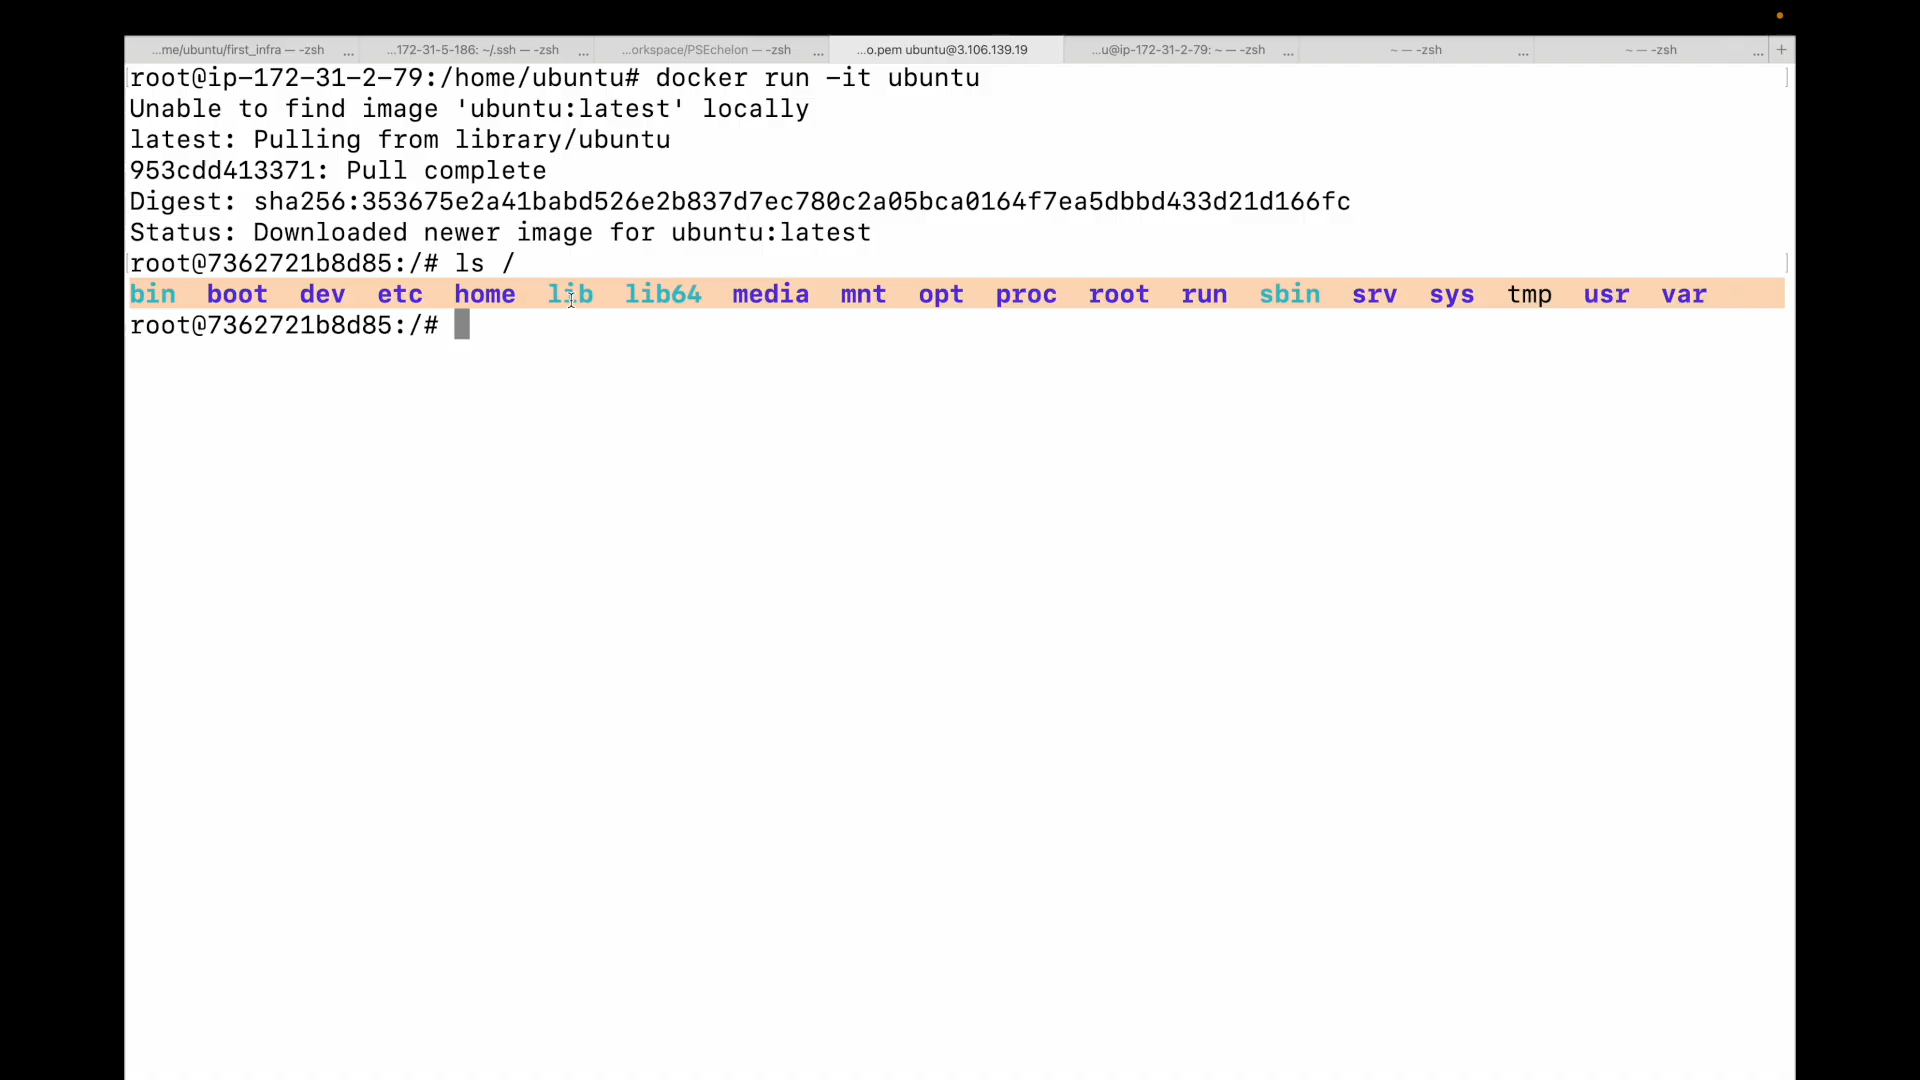 ...me/ubuntu/first_infra — -zsh ... ...172-31-5-186: ~/.ssh — -zsh ... ...orkspace/PSEchelon — -zsh ... ...o.pem ubuntu@3.106.139.19 ...u@ip-172-31-2-79: ~ — -zsh ... ~ — -zsh ... ~ — -zsh ... +
root@ip-172-31-2-79:/home/ubuntu# docker run -it ubuntu
Unable to find image 'ubuntu:latest' locally
latest: Pulling from library/ubuntu
953cdd413371: Pull complete
Digest: sha256:353675e2a41babd526e2b837d7ec780c2a05bca0164f7ea5dbbd433d21d166fc
Status: Downloaded newer image for ubuntu:latest
root@7362721b8d85:/# ls /
bin boot dev etc home lib lib64 media mnt opt proc root run sbin srv sys tmp usr var
root@7362721b8d85:/#